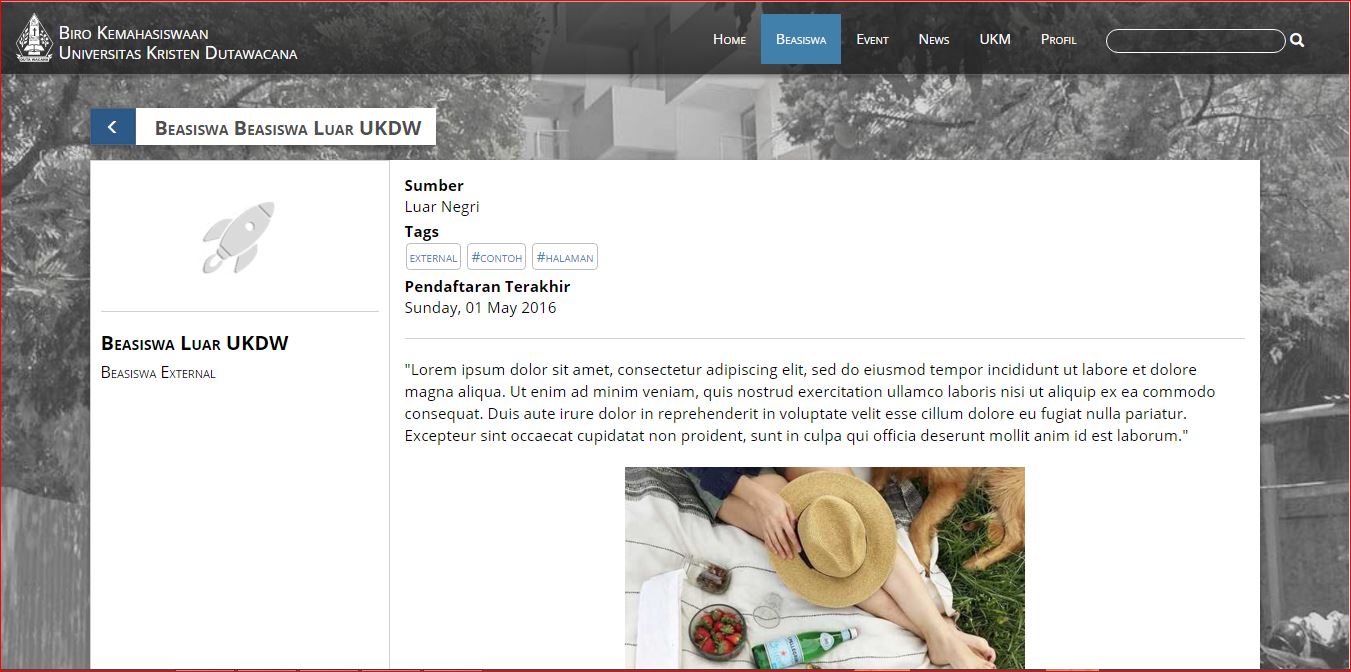 Biro Kemahasiswaan
Universitas Kristen Dutawacana
Home Beasiswa Event News UKM Profil
Beasiswa Beasiswa Luar UKDW
Sumber
Luar Negri
Tags
external #contoh #halaman
Pendaftaran Terakhir
Sunday, 01 May 2016
Beasiswa Luar UKDW
Beasiswa External
"Lorem ipsum dolor sit amet, consectetur adipiscing elit, sed do eiusmod tempor incididunt ut labore et dolore
magna aliqua. Ut enim ad minim veniam, quis nostrud exercitation ullamco laboris nisi ut aliquip ex ea commodo
consequat. Duis aute irure dolor in reprehenderit in voluptate velit esse cillum dolore eu fugiat nulla pariatur.
Excepteur sint occaecat cupidatat non proident, sunt in culpa qui officia deserunt mollit anim id est laborum."